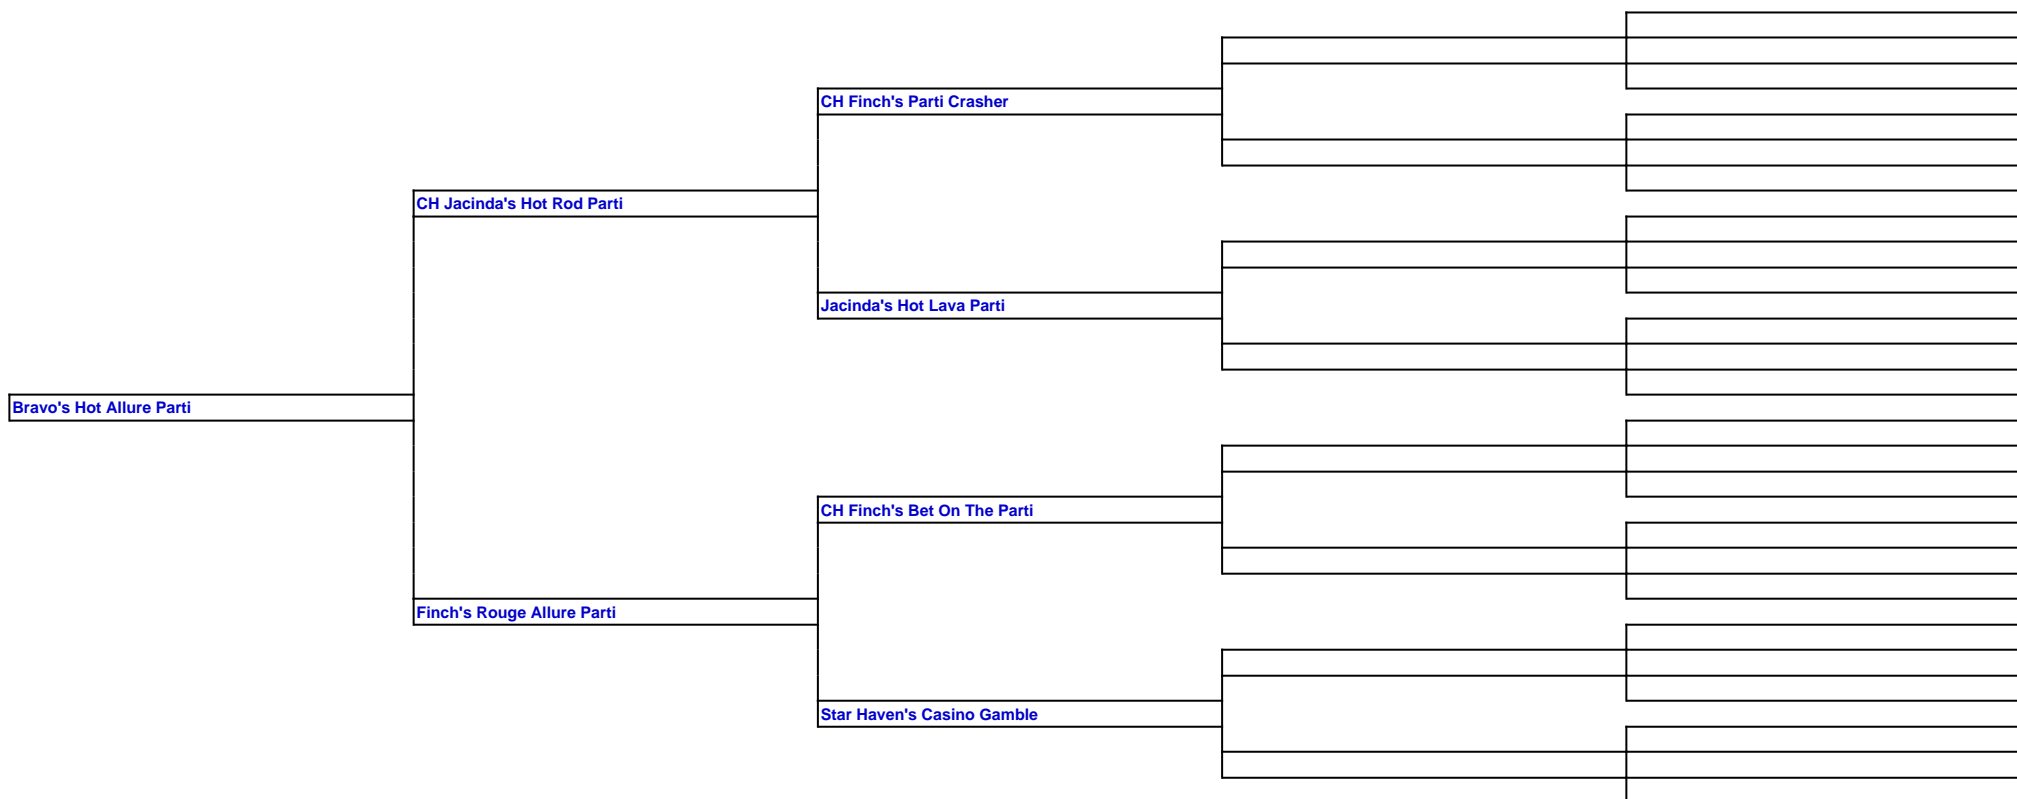 CH Finch's Parti Crasher
CH Jacinda's Hot Rod Parti
Jacinda's Hot Lava Parti
Bravo's Hot Allure Parti
CH Finch's Bet On The Parti
Finch's Rouge Allure Parti
Star Haven's Casino Gamble